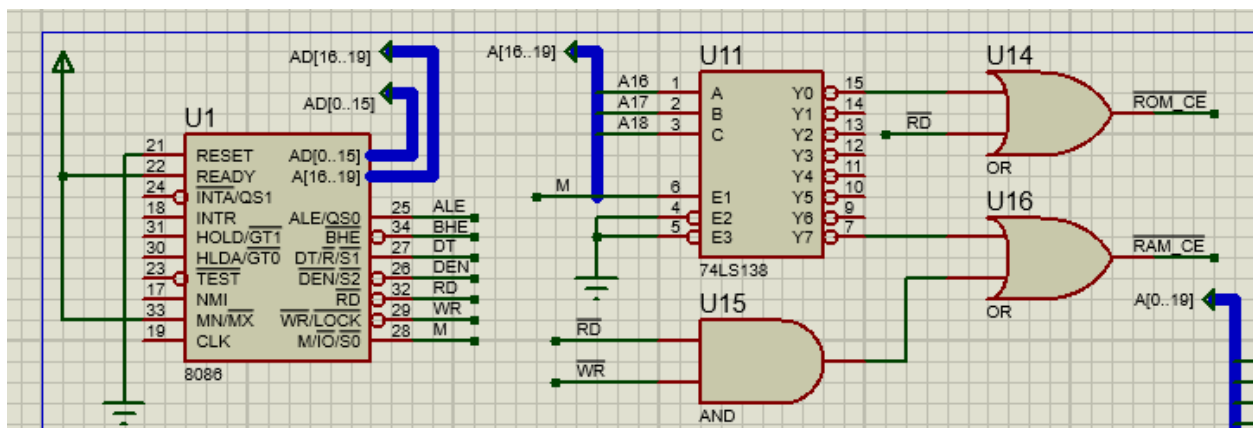 AD[16..19]
AD[0..15]
U1
21 RESET AD[0..15]
22 READY A[16..19]
24 INTA/QS1
18 INTR ALE/QS0 25 ALE
31 HOLD/GT1 BHE 34 BHE
30 HLDA/GT0 DT/R/S1 27 DT
23 TEST DEN/S2 26 DEN
17 NMI RD 32 RD
33 MN/MX WR/LOCK 29 WR
19 CLK M/IO/S0 28 M
8086
A[16..19]
U11
A16 1 A Y0 15
A17 2 B Y1 14
A18 3 C Y2 13
Y3 12
Y4 11
M 6 E1 Y5 10
4 E2 Y6 9
5 E3 Y7 7
74LS138
U14
RD
ROM_CE
OR
U16
RAM_CE
OR
U15
RD
WR
AND
A[0..19]